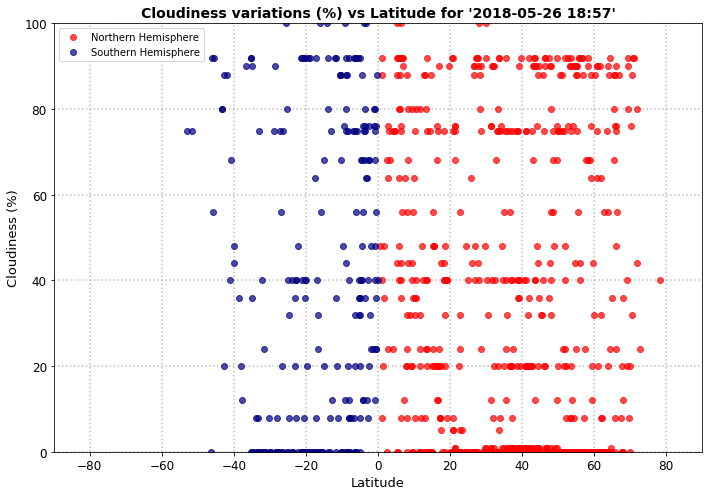 Cloudiness variations (%) vs Latitude for '2018-05-26 18:57'
Northern Hemisphere
Southern Hemisphere
100
80
60
40
20
0
Cloudiness (%)
−80 −60 −40 −20 0 20 40 60 80
Latitude